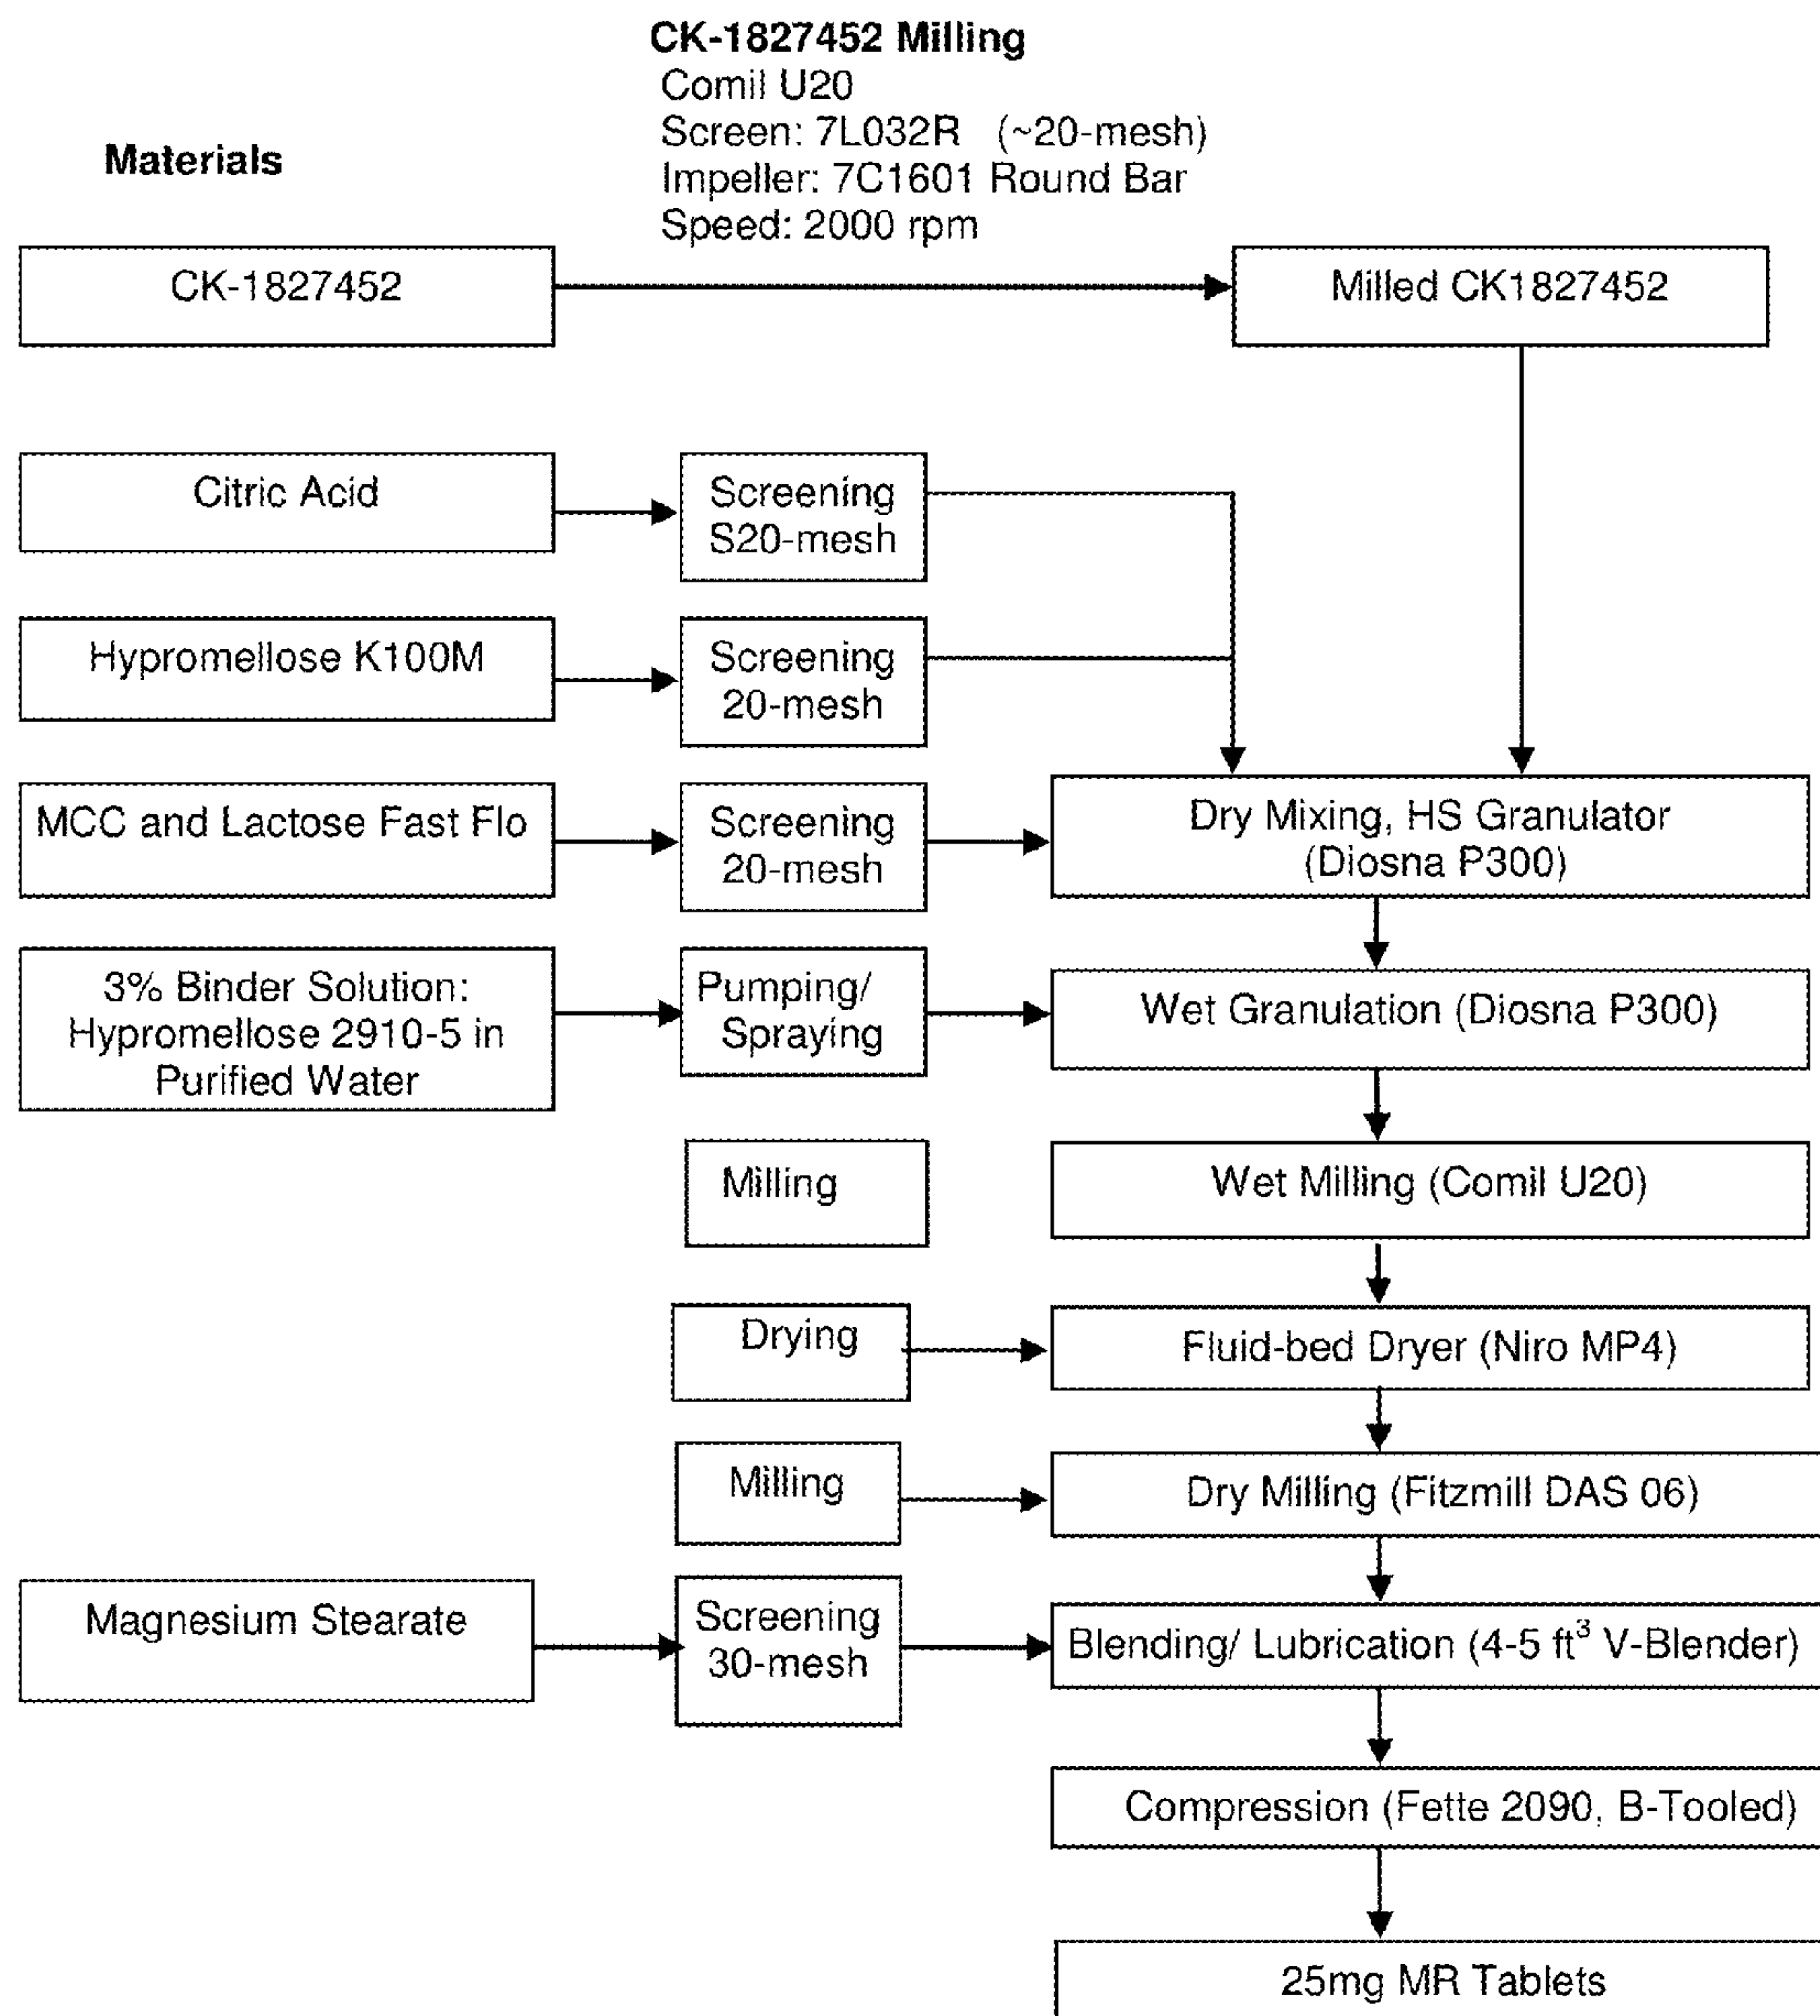 CK-1827452 Milling
Comil U20
Screen: 7L032R (~20-mesh)
Impeller: 7C1601 Round Bar
Speed: 2000 rpm
Materials
CK-1827452
Milled CK1827452
Citric Acid
Screening
S20-mesh
Hypromellose K100M
Screening
20-mesh
MCC and Lactose Fast Flo
Screening
20-mesh
Dry Mixing, HS Granulator
(Diosna P300)
3% Binder Solution:
Hypromellose 2910-5 in
Purified Water
Pumping/
Spraying
Wet Granulation (Diosna P300)
Milling
Wet Milling (Comil U20)
Drying
Fluid-bed Dryer (Niro MP4)
Milling
Dry Milling (Fitzmill DAS 06)
Magnesium Stearate
Screening
30-mesh
Blending/ Lubrication (4-5 ft³ V-Blender)
Compression (Fette 2090, B-Tooled)
25mg MR Tablets